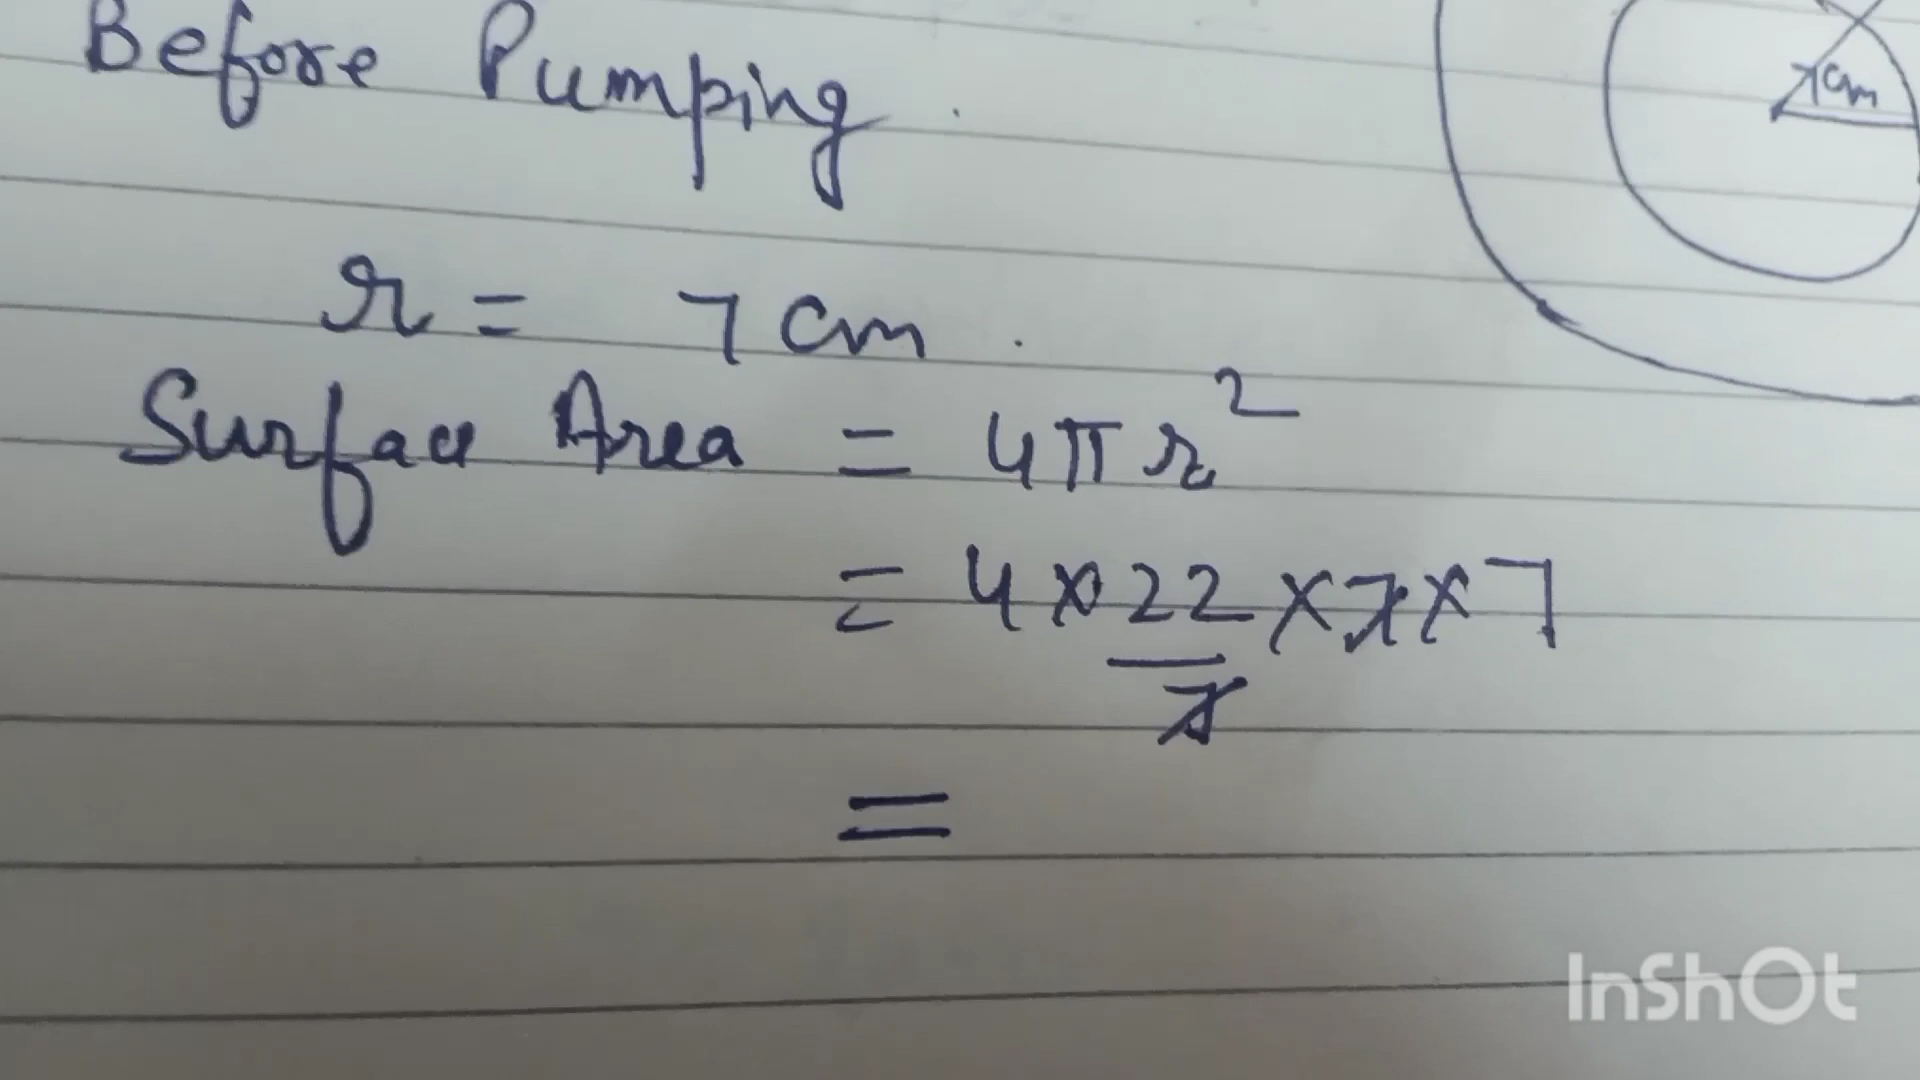 Before Pumping.
7cm
r = 7 cm.
Surface Area = 4πr²
= 4 × 22/7 × 7 × 7
=
InShOt